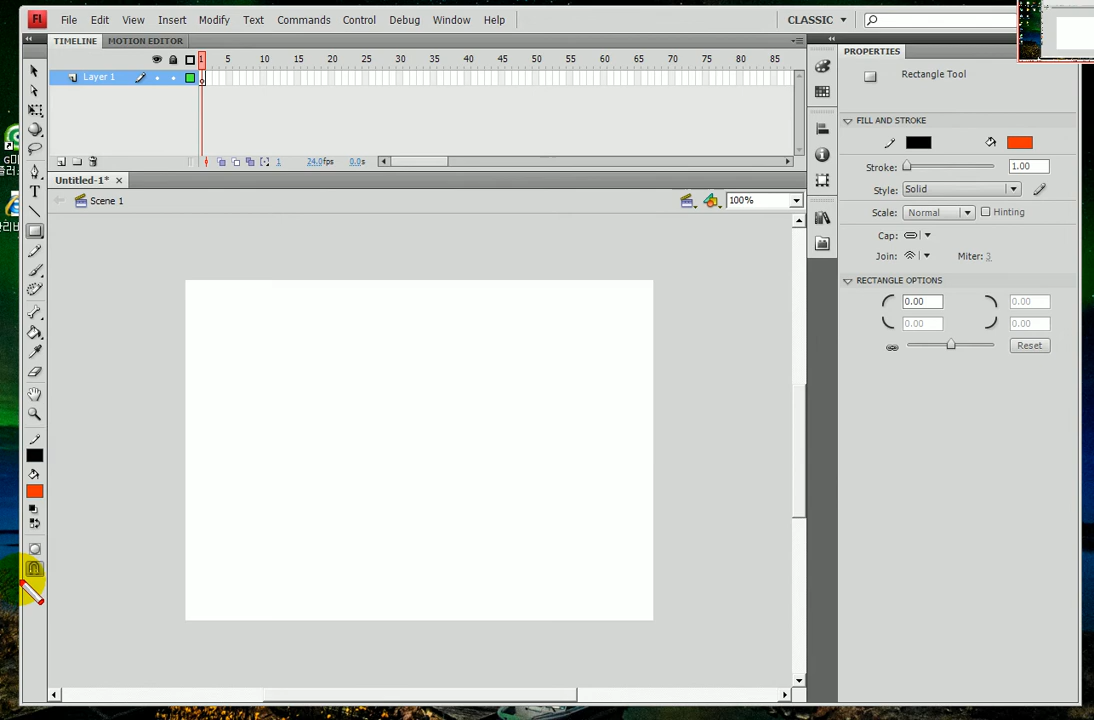 FL File Edit View Insert Modify Text Commands Control Debug Window Help CLASSIC
TIMELINE MOTION EDITOR
1 5 10 15 20 25 30 35 40 45 50 55 60 65 70 75 80 85
Layer 1
1 24.0fps 0.0s
Untitled-1* ×
Scene 1 100%
PROPERTIES
Rectangle Tool
FILL AND STROKE
Stroke: 1.00
Style: Solid
Scale: Normal Hinting
Cap:
Join: Miter: 3
RECTANGLE OPTIONS
0.00 0.00
0.00 0.00
Reset
T